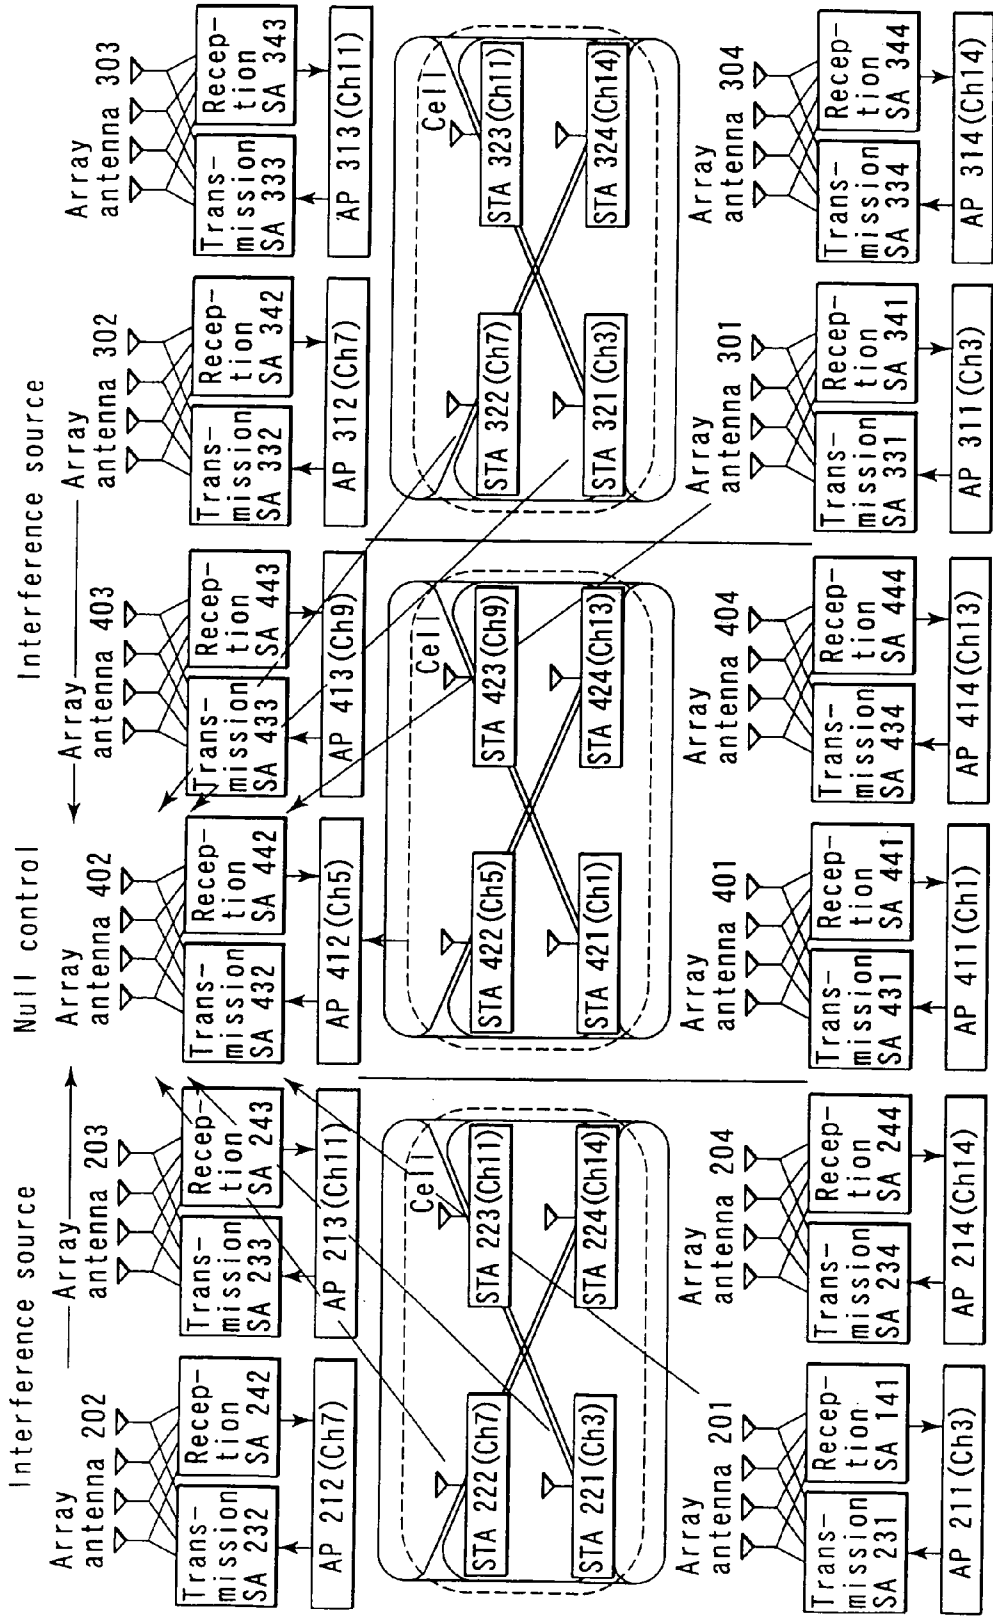 Interference source
Null control
Interference source
Array
antenna 202
Array
antenna 203
Array
antenna 402
Array
antenna 403
Array
antenna 302
Array
antenna 303
Trans-
mission
SA 232
Recep-
tion
SA 242
Trans-
mission
SA 233
Recep-
tion
SA 243
Trans-
mission
SA 432
Recep-
tion
SA 442
Trans-
mission
SA 433
Recep-
tion
SA 443
Trans-
mission
SA 332
Recep-
tion
SA 342
Trans-
mission
SA 333
Recep-
tion
SA 343
AP 212(Ch7)
AP 213(Ch11)
AP 412(Ch5)
AP 413(Ch9)
AP 312(Ch7)
AP 313(Ch11)
Cell
Cell
Cell
STA 222(Ch7)
STA 223(Ch11)
STA 422(Ch5)
STA 423(Ch9)
STA 322(Ch7)
STA 323(Ch11)
STA 221(Ch3)
STA 224(Ch14)
STA 421(Ch1)
STA 424(Ch13)
STA 321(Ch3)
STA 324(Ch14)
Array
antenna 201
Array
antenna 204
Array
antenna 401
Array
antenna 404
Array
antenna 301
Array
antenna 304
Trans-
mission
SA 231
Recep-
tion
SA 141
Trans-
mission
SA 234
Recep-
tion
SA 244
Trans-
mission
SA 431
Recep-
tion
SA 441
Trans-
mission
SA 434
Recep-
tion
SA 444
Trans-
mission
SA 331
Recep-
tion
SA 341
Trans-
mission
SA 334
Recep-
tion
SA 344
AP 211(Ch3)
AP 214(Ch14)
AP 411(Ch1)
AP 414(Ch13)
AP 311(Ch3)
AP 314(Ch14)